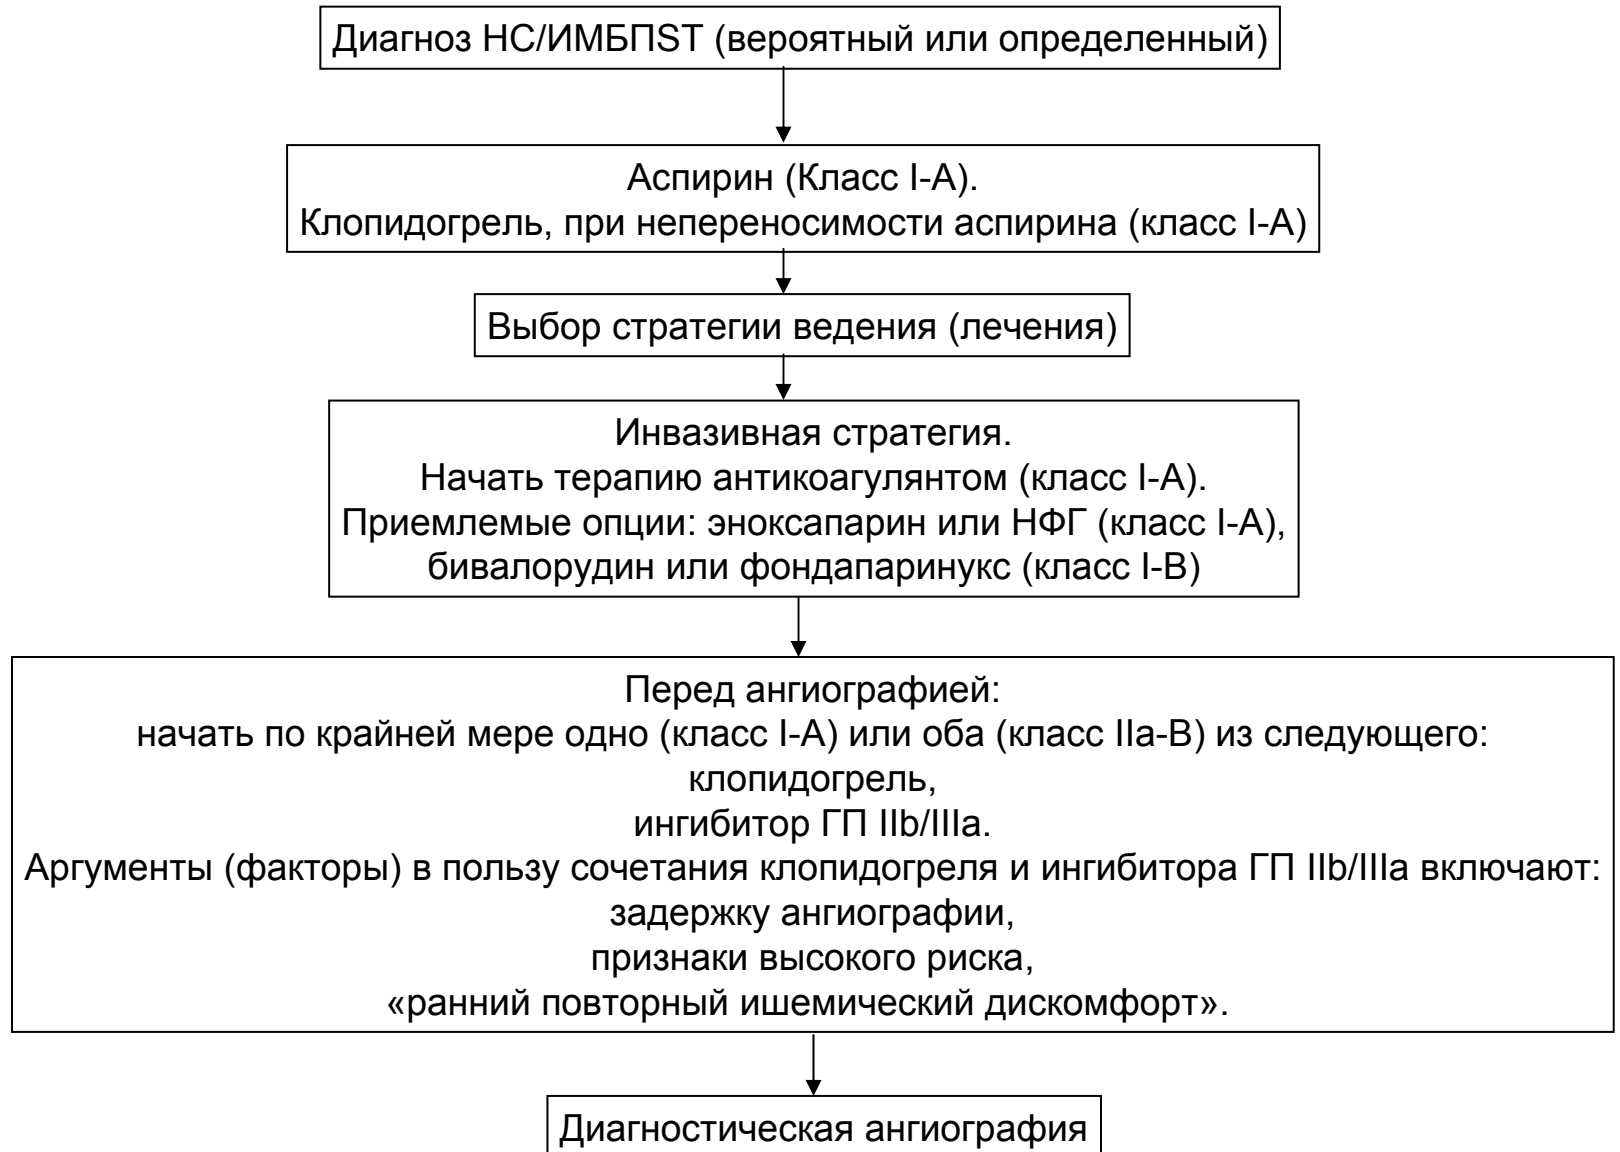 Диагноз НС/ИМБПST (вероятный или определенный)
Аспирин (Класс I-A).
Клопидогрель, при непереносимости аспирина (класс I-A)
Выбор стратегии ведения (лечения)
Инвазивная стратегия.
Начать терапию антикоагулянтом (класс I-A).
Приемлемые опции: эноксапарин или НФГ (класс I-A),
бивалорудин или фондапаринукс (класс I-B)
Перед ангиографией:
начать по крайней мере одно (класс I-A) или оба (класс IIa-B) из следующего:
клопидогрель,
ингибитор ГП IIb/IIIa.
Аргументы (факторы) в пользу сочетания клопидогреля и ингибитора ГП IIb/IIIa включают:
задержку ангиографии,
признаки высокого риска,
«ранний повторный ишемический дискомфорт».
Диагностическая ангиография